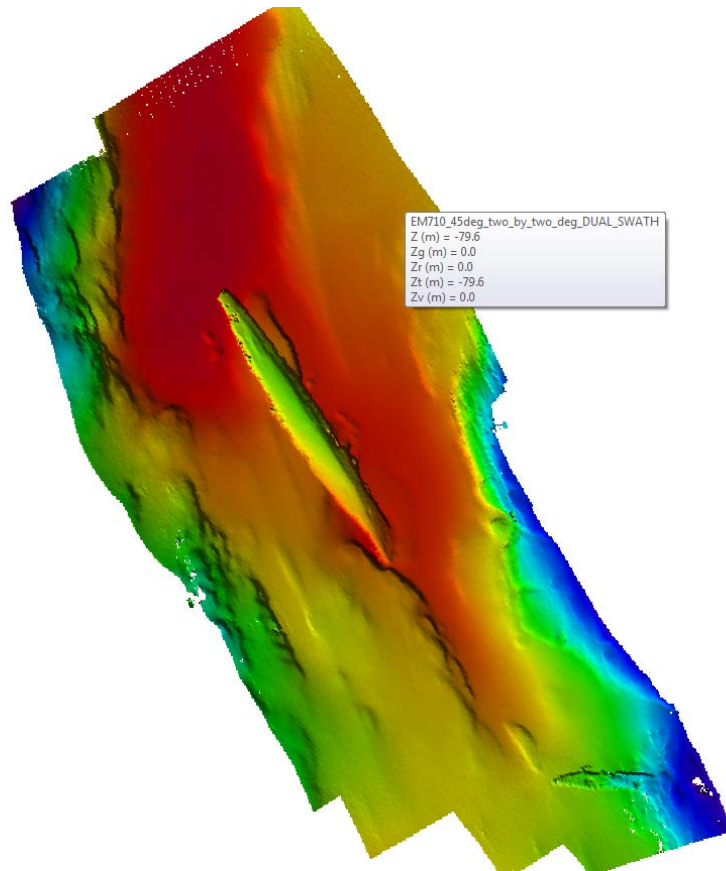 EM710_45deg_two_by_two_deg_DUAL_SWATH
Z (m) = -79.6
Zg (m) = 0.0
Zr (m) = 0.0
Zt (m) = -79.6
Zv (m) = 0.0